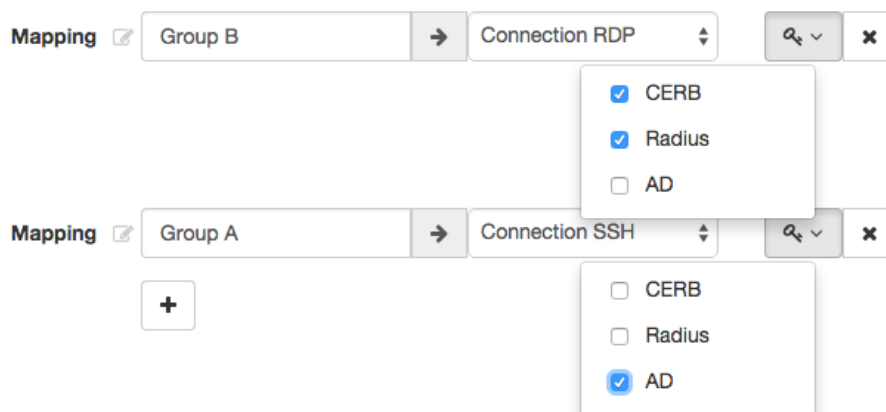 Mapping Group B Connection RDP
CERB
Radius
AD
Mapping Group A Connection SSH
CERB
Radius
AD